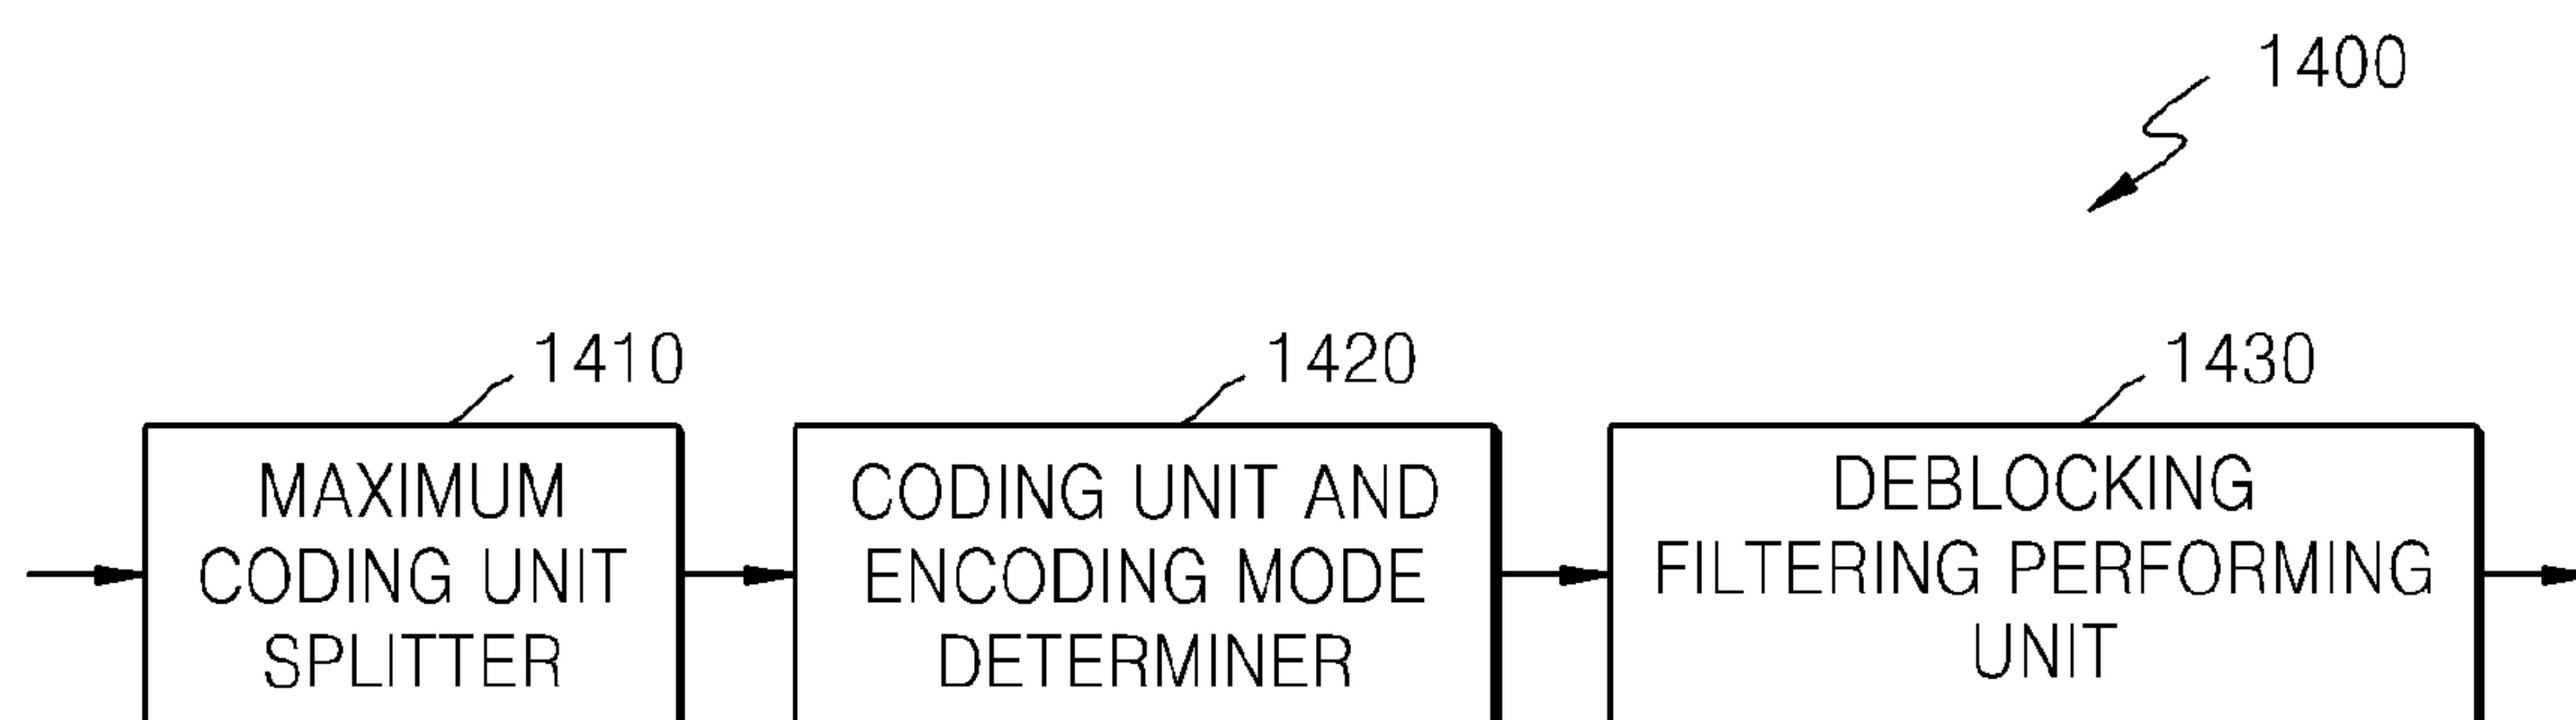 1400
1410
1420
1430
MAXIMUM
CODING UNIT
SPLITTER
CODING UNIT AND
ENCODING MODE
DETERMINER
DEBLOCKING
FILTERING PERFORMING
UNIT